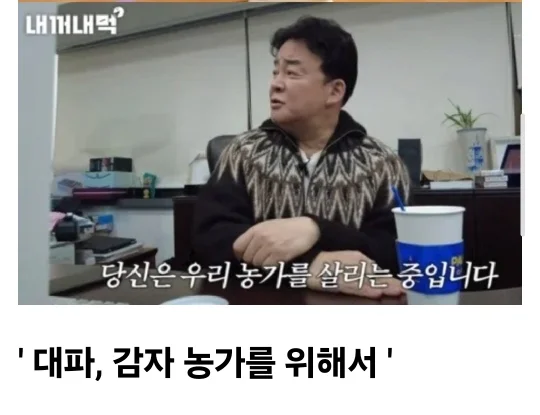 내꺼내먹?
당신은 우리 농가를 살리는 중입니다
' 대파, 감자 농가를 위해서 '